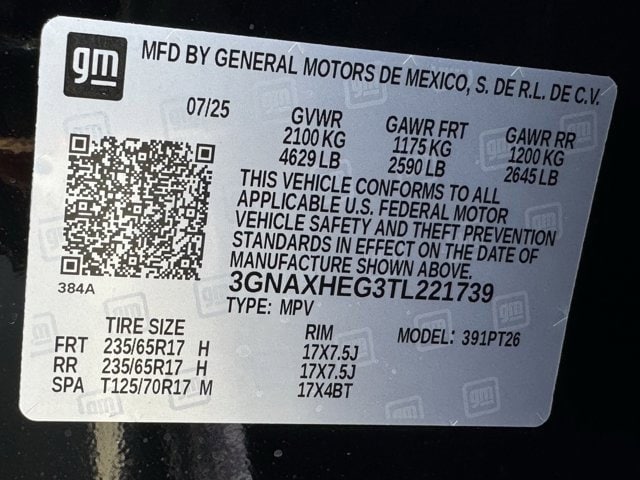 gm
MFD BY GENERAL MOTORS DE MEXICO, S. DE R.L. DE C.V.
07/25
GVWR GAWR FRT GAWR RR
2100 KG 1175 KG 1200 KG
4629 LB 2590 LB 2645 LB
THIS VEHICLE CONFORMS TO ALL
APPLICABLE U.S. FEDERAL MOTOR
VEHICLE SAFETY AND THEFT PREVENTION
STANDARDS IN EFFECT ON THE DATE OF
MANUFACTURE SHOWN ABOVE.
384A
3GNAXHEG3TL221739
TYPE: MPV
TIRE SIZE RIM MODEL: 391PT26
FRT 235/65R17 H 17X7.5J
RR 235/65R17 H 17X7.5J
SPA T125/70R17 M 17X4BT